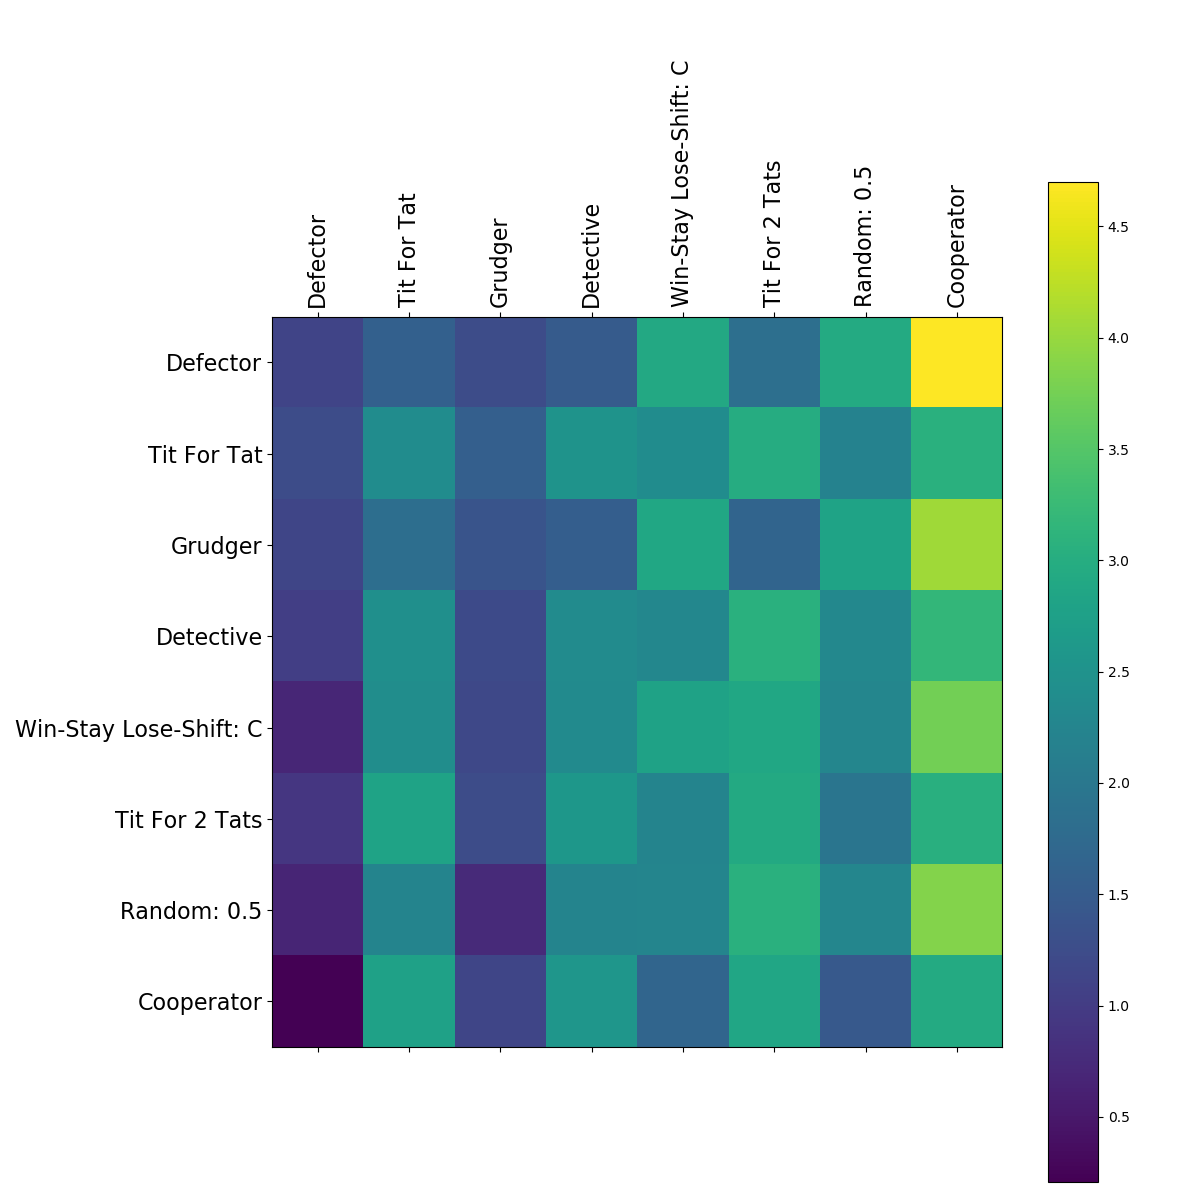 Defector
Tit For Tat
Grudger
Detective
Win-Stay Lose-Shift: C
Tit For 2 Tats
Random: 0.5
Cooperator
Defector
Tit For Tat
Grudger
Detective
Win-Stay Lose-Shift: C
Tit For 2 Tats
Random: 0.5
Cooperator
4.5
4.0
3.5
3.0
2.5
2.0
1.5
1.0
0.5